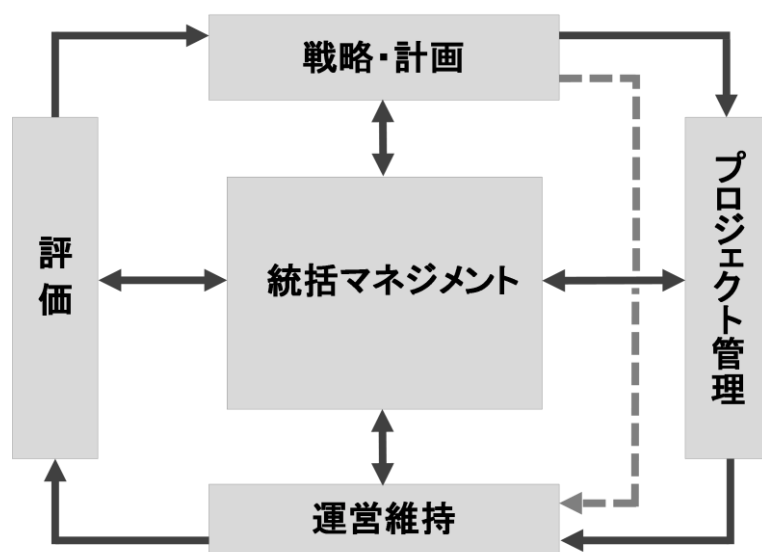 戦略・計画
評価
統括マネジメント
プロジェクト管理
運営維持